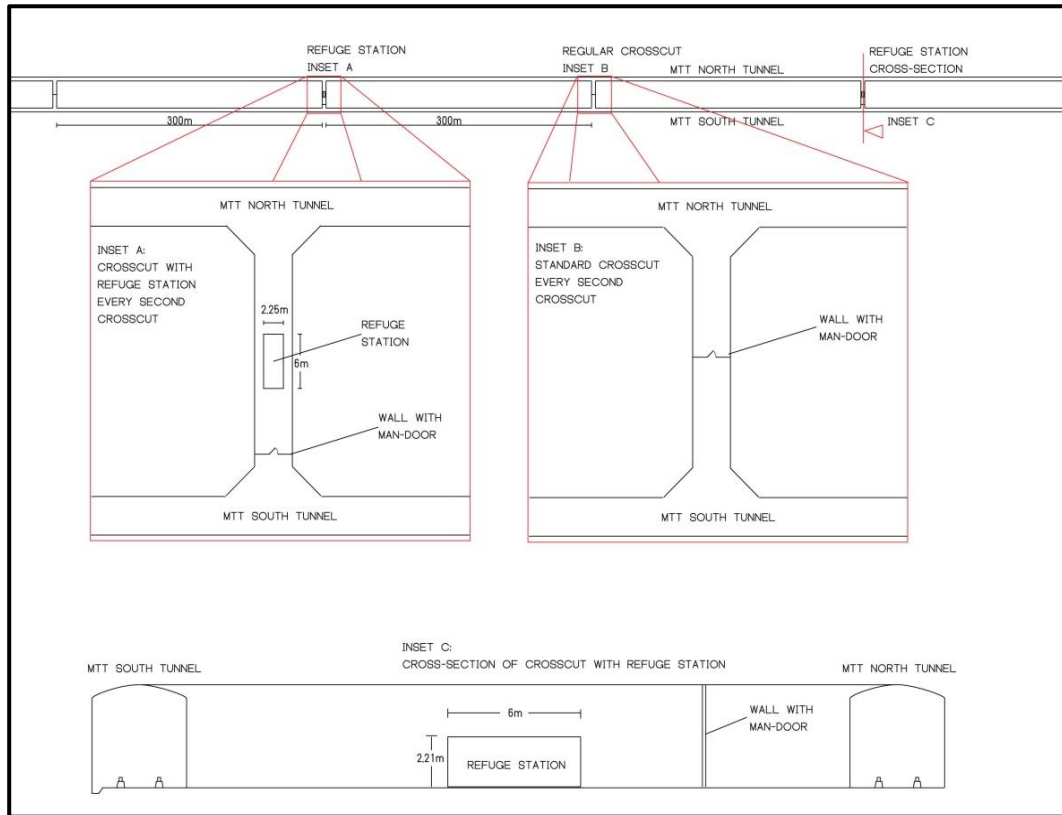 REFUGE STATION
INSET A
REGULAR CROSSCUT
INSET B
MTT NORTH TUNNEL
REFUGE STATION
CROSS-SECTION
300m
300m
MTT SOUTH TUNNEL
INSET C
MTT NORTH TUNNEL
INSET A:
CROSSCUT WITH
REFUGE STATION
EVERY SECOND
CROSSCUT
2,25m
REFUGE
STATION
6m
WALL WITH
MAN-DOOR
MTT SOUTH TUNNEL
MTT NORTH TUNNEL
INSET B:
STANDARD CROSSCUT
EVERY SECOND
CROSSCUT
WALL WITH
MAN-DOOR
MTT SOUTH TUNNEL
INSET C:
CROSS-SECTION OF CROSSCUT WITH REFUGE STATION
MTT SOUTH TUNNEL
MTT NORTH TUNNEL
6m
2,21m
REFUGE STATION
WALL WITH
MAN-DOOR